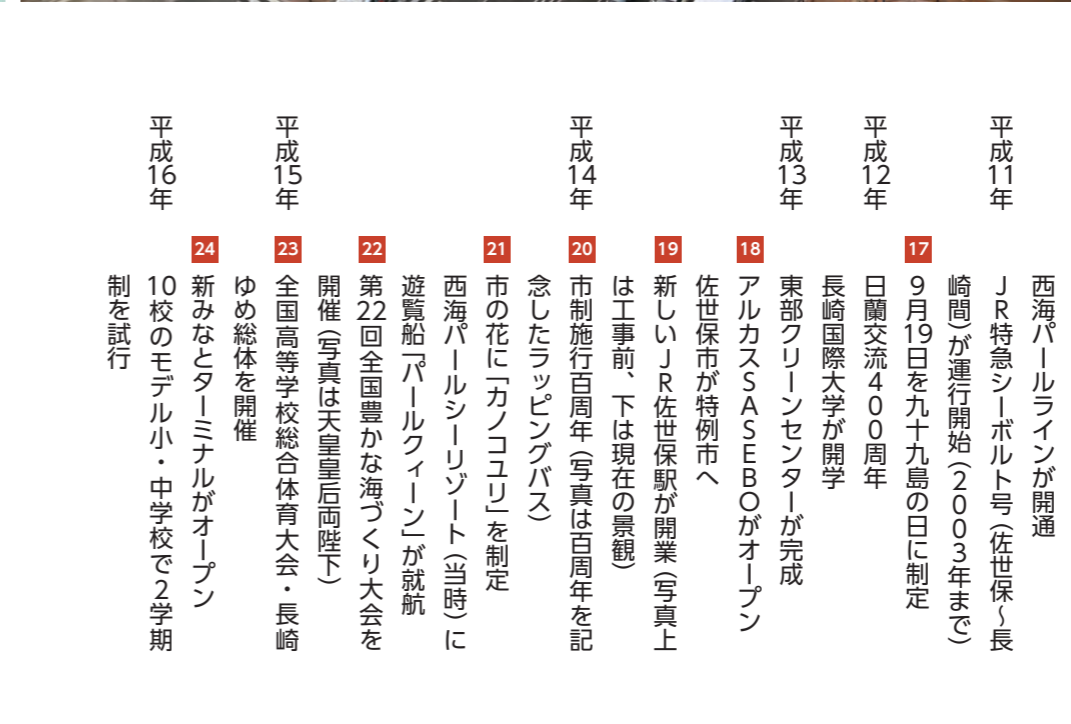 西海パールラインが開通
平成11年
JR特急シーボルト号（佐世保～長
崎間）が運行開始（2003年まで）
17 9月19日を九十九島の日に制定
平成12年
日蘭交流400周年
長崎国際大学が開学
平成13年
東部クリーンセンターが完成
18 アルカスSASEBOがオープン
佐世保市が特例市へ
19 新しいJR佐世保駅が開業（写真上
は工事前、下は現在の景観）
平成14年
20 市制施行百周年（写真は百周年を記
念したラッピングバス）
21 市の花に「カノコユリ」を制定
西海パールシーリゾート（当時）に
遊覧船「パールクィーン」が就航
22 第22回全国豊かな海づくり大会を
開催（写真は天皇皇后両陛下）
平成15年
23 全国高等学校総合体育大会・長崎
ゆめ総体を開催
24 新みなとターミナルがオープン
平成16年
10校のモデル小・中学校で2学期
制を試行